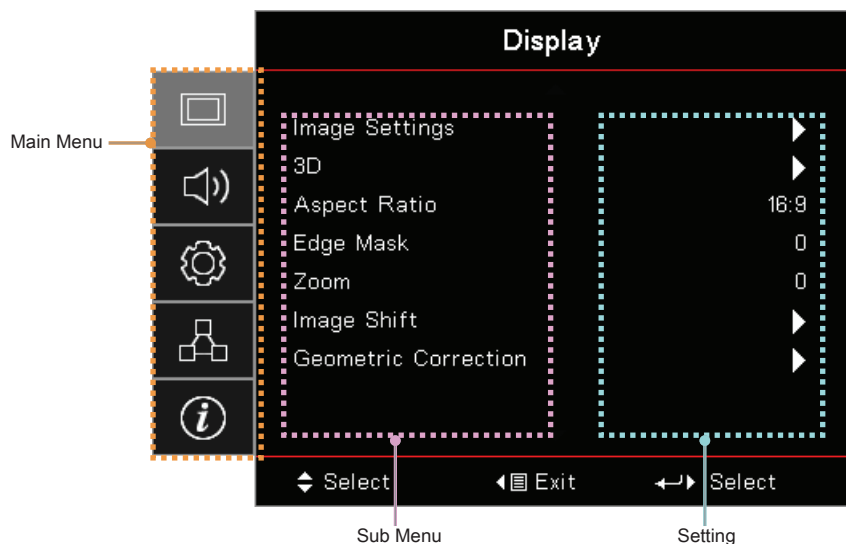 Display
Main Menu
Image Settings
3D
Aspect Ratio 16:9
Edge Mask 0
Zoom 0
Image Shift
Geometric Correction
i
Select Exit Select
Sub Menu Setting